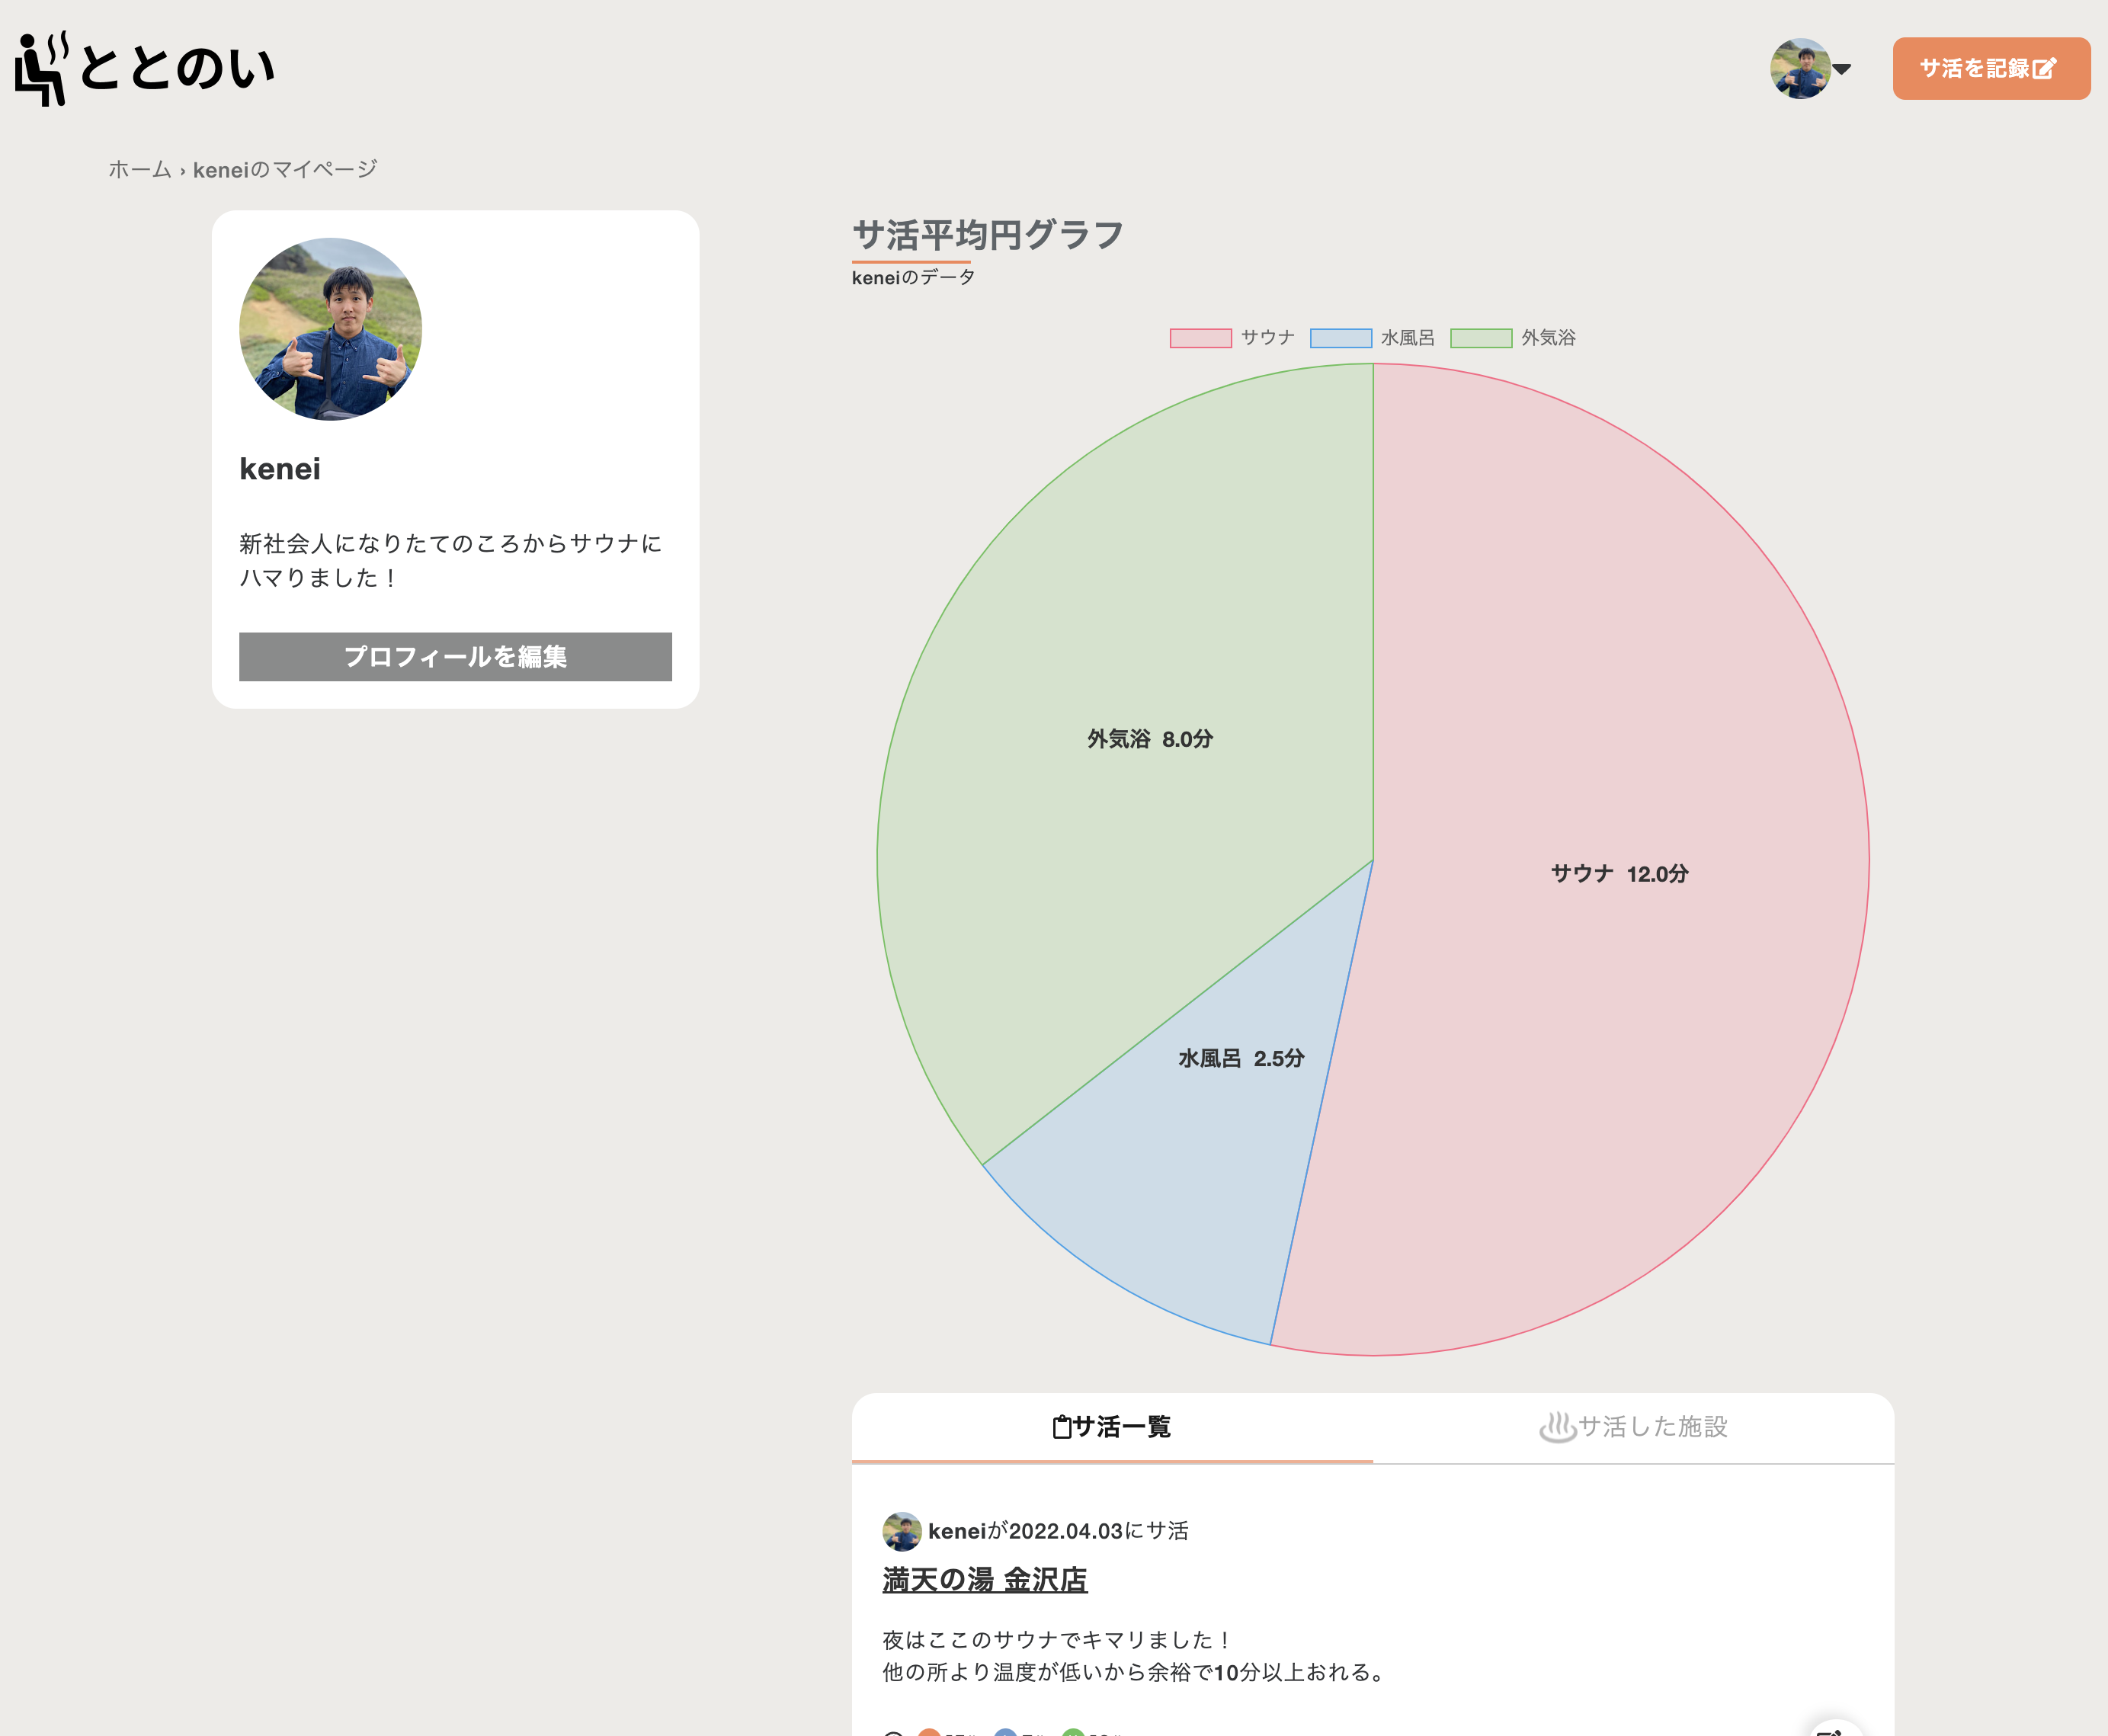 ととのい
サ活を記録
ホーム › keneiのマイページ
kenei
新社会人になりたてのころからサウナに
ハマりました！
プロフィールを編集
サ活平均円グラフ
keneiのデータ
サウナ 水風呂 外気浴
外気浴 8.0分
サウナ 12.0分
水風呂 2.5分
サ活一覧
サ活した施設
keneiが2022.04.03にサ活
満天の湯 金沢店
夜はここのサウナでキマリました！
他の所より温度が低いから余裕で10分以上おれる。